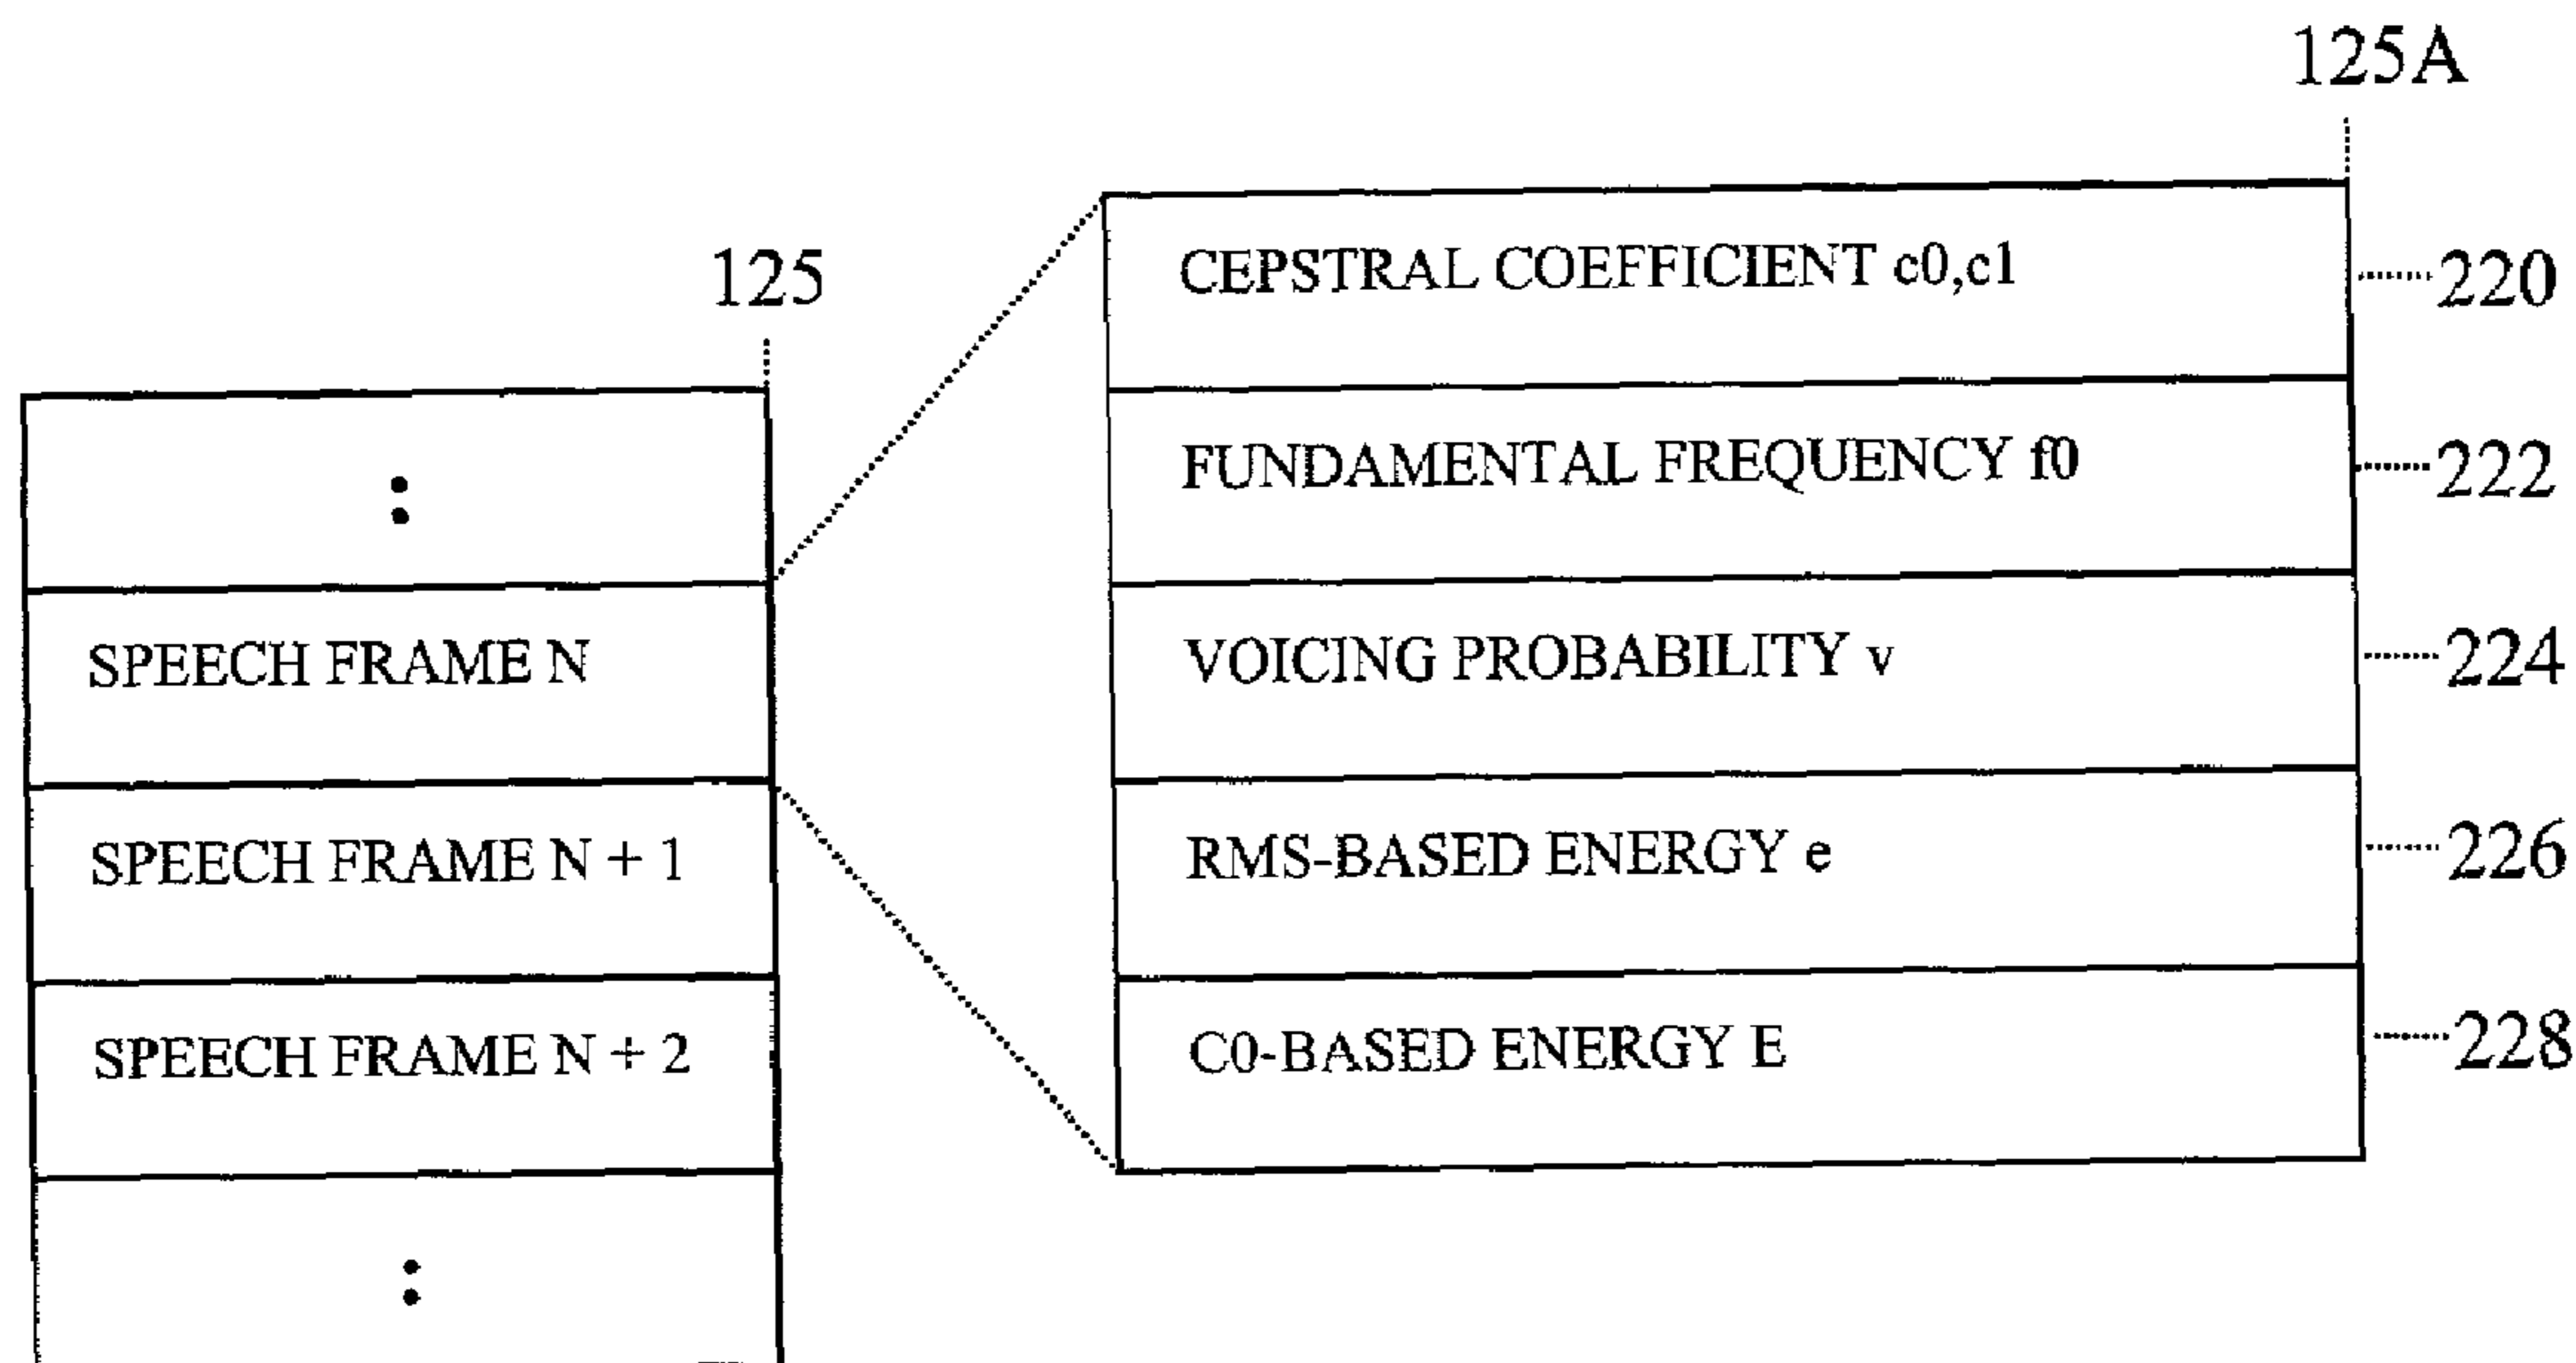 125A
125
CEPSTRAL COEFFICIENT c0,c1
220
FUNDAMENTAL FREQUENCY f0
222
VOICING PROBABILITY v
224
RMS-BASED ENERGY e
226
C0-BASED ENERGY E
228
SPEECH FRAME N
SPEECH FRAME N + 1
SPEECH FRAME N + 2